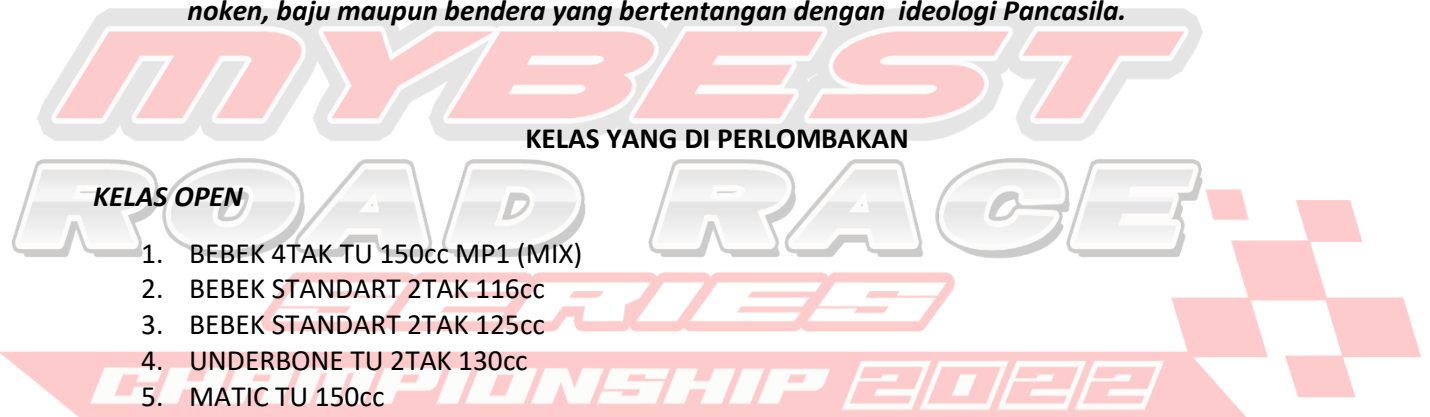 noken, baju maupun bendera yang bertentangan dengan ideologi Pancasila.
MYBEST
KELAS YANG DI PERLOMBAKAN
ROAD RACE
KELAS OPEN
1. BEBEK 4TAK TU 150cc MP1 (MIX)
2. BEBEK STANDART 2TAK 116cc
SERIES
3. BEBEK STANDART 2TAK 125cc
4. UNDERBONE TU 2TAK 130cc
CHAMPIONSHIP 2022
5. MATIC TU 150cc